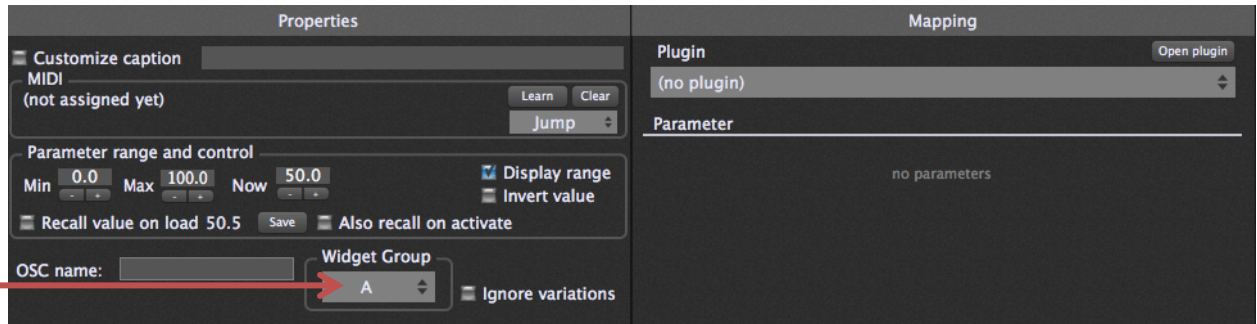 Properties
Customize caption
MIDI
(not assigned yet)
Learn Clear
Jump
Parameter range and control
Min 0.0 Max 100.0 Now 50.0
- + - + - +
Display range
Invert value
Recall value on load 50.5 Save Also recall on activate
OSC name:
Widget Group
A
Ignore variations
Mapping
Plugin Open plugin
(no plugin)
Parameter
no parameters